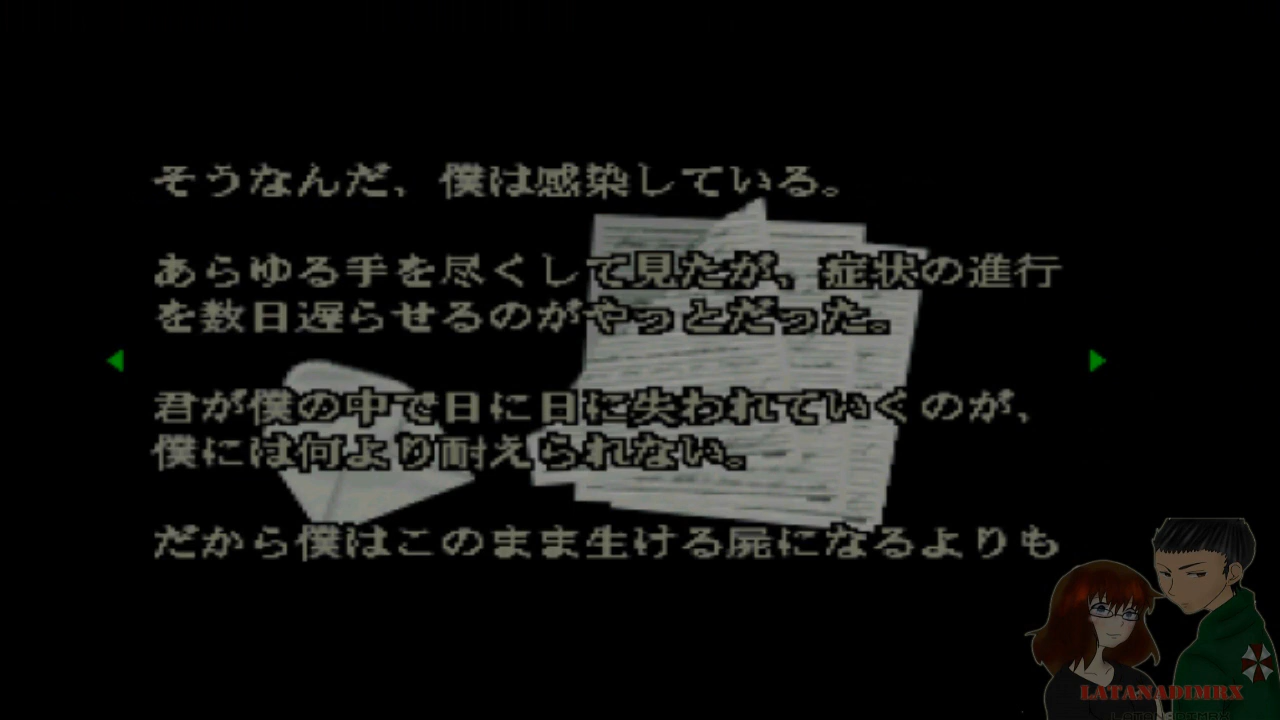 そうなんだ、僕は感染している。
あらゆる手を尽くして見たが、症状の進行
を数日遅らせるのがやっとだった。
君が僕の中で日に日に失われていくのが、
僕には何より耐えられない。
だから僕はこのまま生ける屍になるよりも
LATANADIMRX